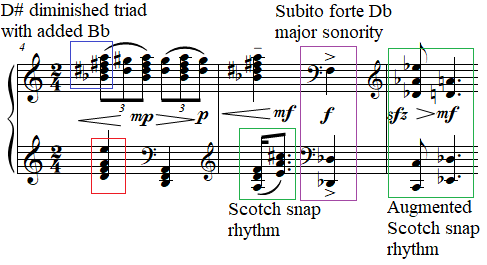 D# diminished triad
with added Bb
Subito forte Db
major sonority
4
3
3
mp
p
mf
f
sfz
mf
Scotch snap
rhythm
Augmented
Scotch snap
rhythm